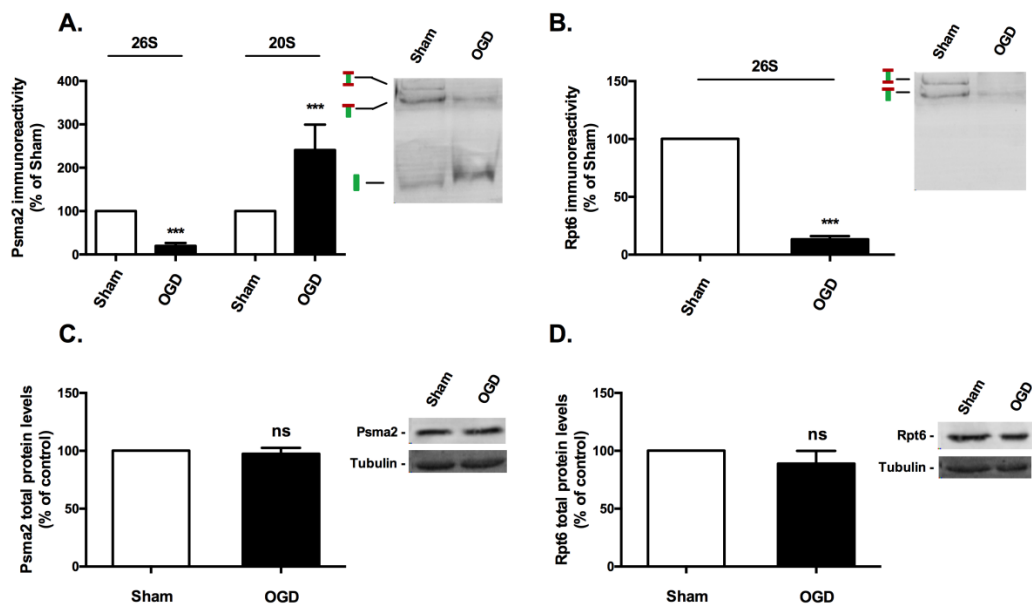 A.
26S
20S
Psma2 immunoreactivity
(% of Sham)
400
300
200
100
0
***
***
Sham
OGD
Sham
OGD
Sham
OGD
B.
26S
Rpt6 immunoreactivity
(% of Sham)
150
100
50
0
***
Sham
OGD
Sham
OGD
C.
Psma2 total protein levels
(% of control)
150
100
50
0
ns
Sham
OGD
Sham
OGD
Psma2 -
Tubulin -
D.
Rpt6 total protein levels
(% of control)
150
100
50
0
ns
Sham
OGD
Sham
OGD
Rpt6 -
Tubulin -